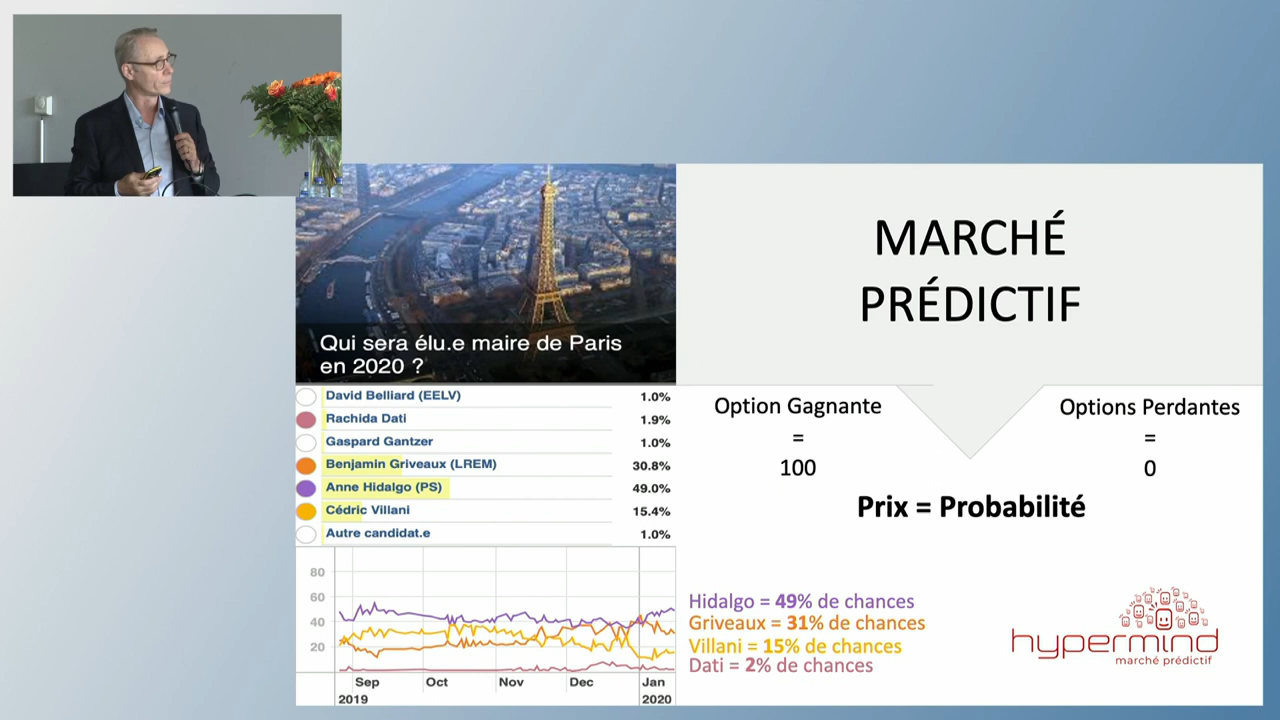 MARCHÉ
PRÉDICTIF
Qui sera élu.e maire de Paris
en 2020 ?
David Belliard (EELV) 1.0%
Rachida Dati 1.9%
Gaspard Gantzer 1.0%
Benjamin Griveaux (LREM) 30.8%
Anne Hidalgo (PS) 49.0%
Cédric Villani 15.4%
Autre candidat.e 1.0%
80
60
40
20
Sep Oct Nov Dec Jan
2019 2020
Option Gagnante
=
100
Options Perdantes
=
0
Prix = Probabilité
Hidalgo = 49% de chances
Griveaux = 31% de chances
Villani = 15% de chances
Dati = 2% de chances
hypermind
marché prédictif